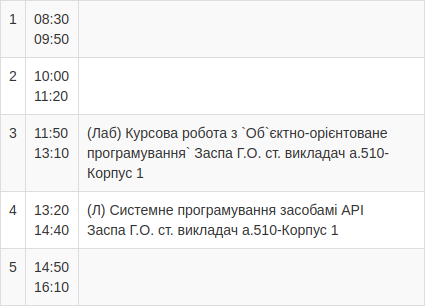 1 08:30
09:50
2 10:00
11:20
3 11:50 (Лаб) Курсова робота з `Об`єктно-орієнтоване
13:10 програмування` Заспа Г.О. ст. викладач а.510-
Корпус 1
4 13:20 (Л) Системне програмування засобамі API
14:40 Заспа Г.О. ст. викладач а.510-Корпус 1
5 14:50
16:10